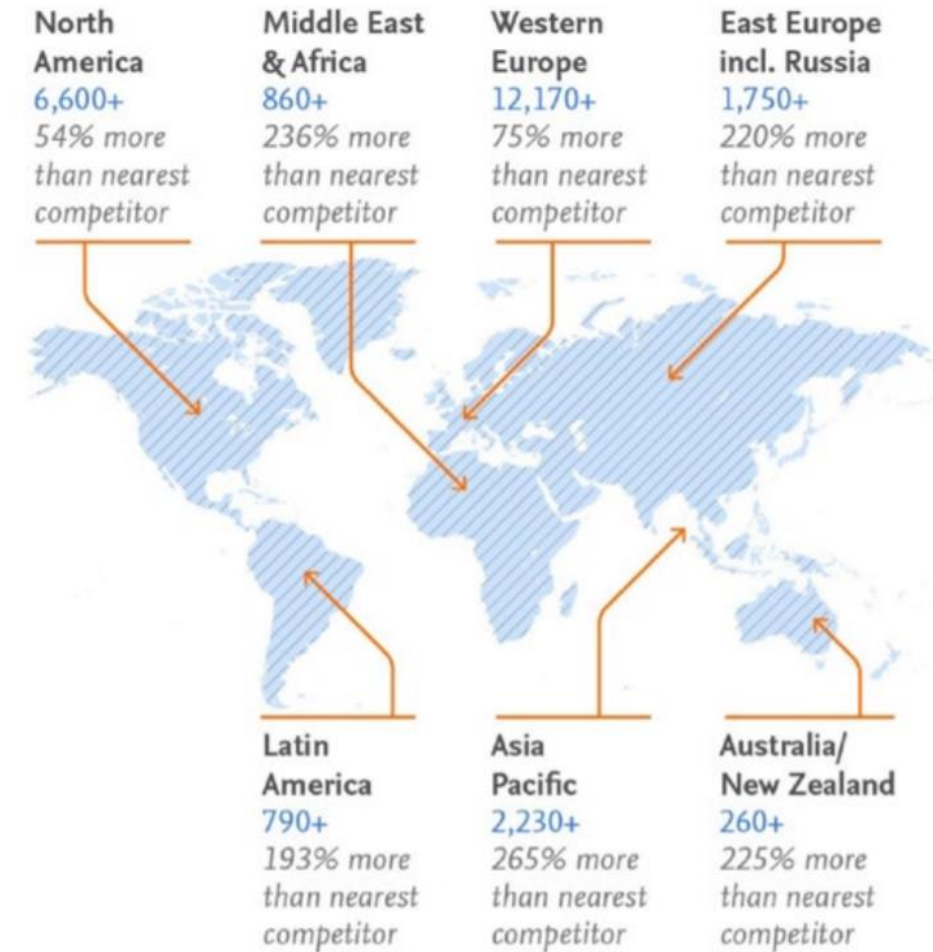 North
America
6,600+
54% more
than nearest
competitor
Middle East
& Africa
860+
236% more
than nearest
competitor
Western
Europe
12,170+
75% more
than nearest
competitor
East Europe
incl. Russia
1,750+
220% more
than nearest
competitor
Latin
America
790+
193% more
than nearest
competitor
Asia
Pacific
2,230+
265% more
than nearest
competitor
Australia/
New Zealand
260+
225% more
than nearest
competitor